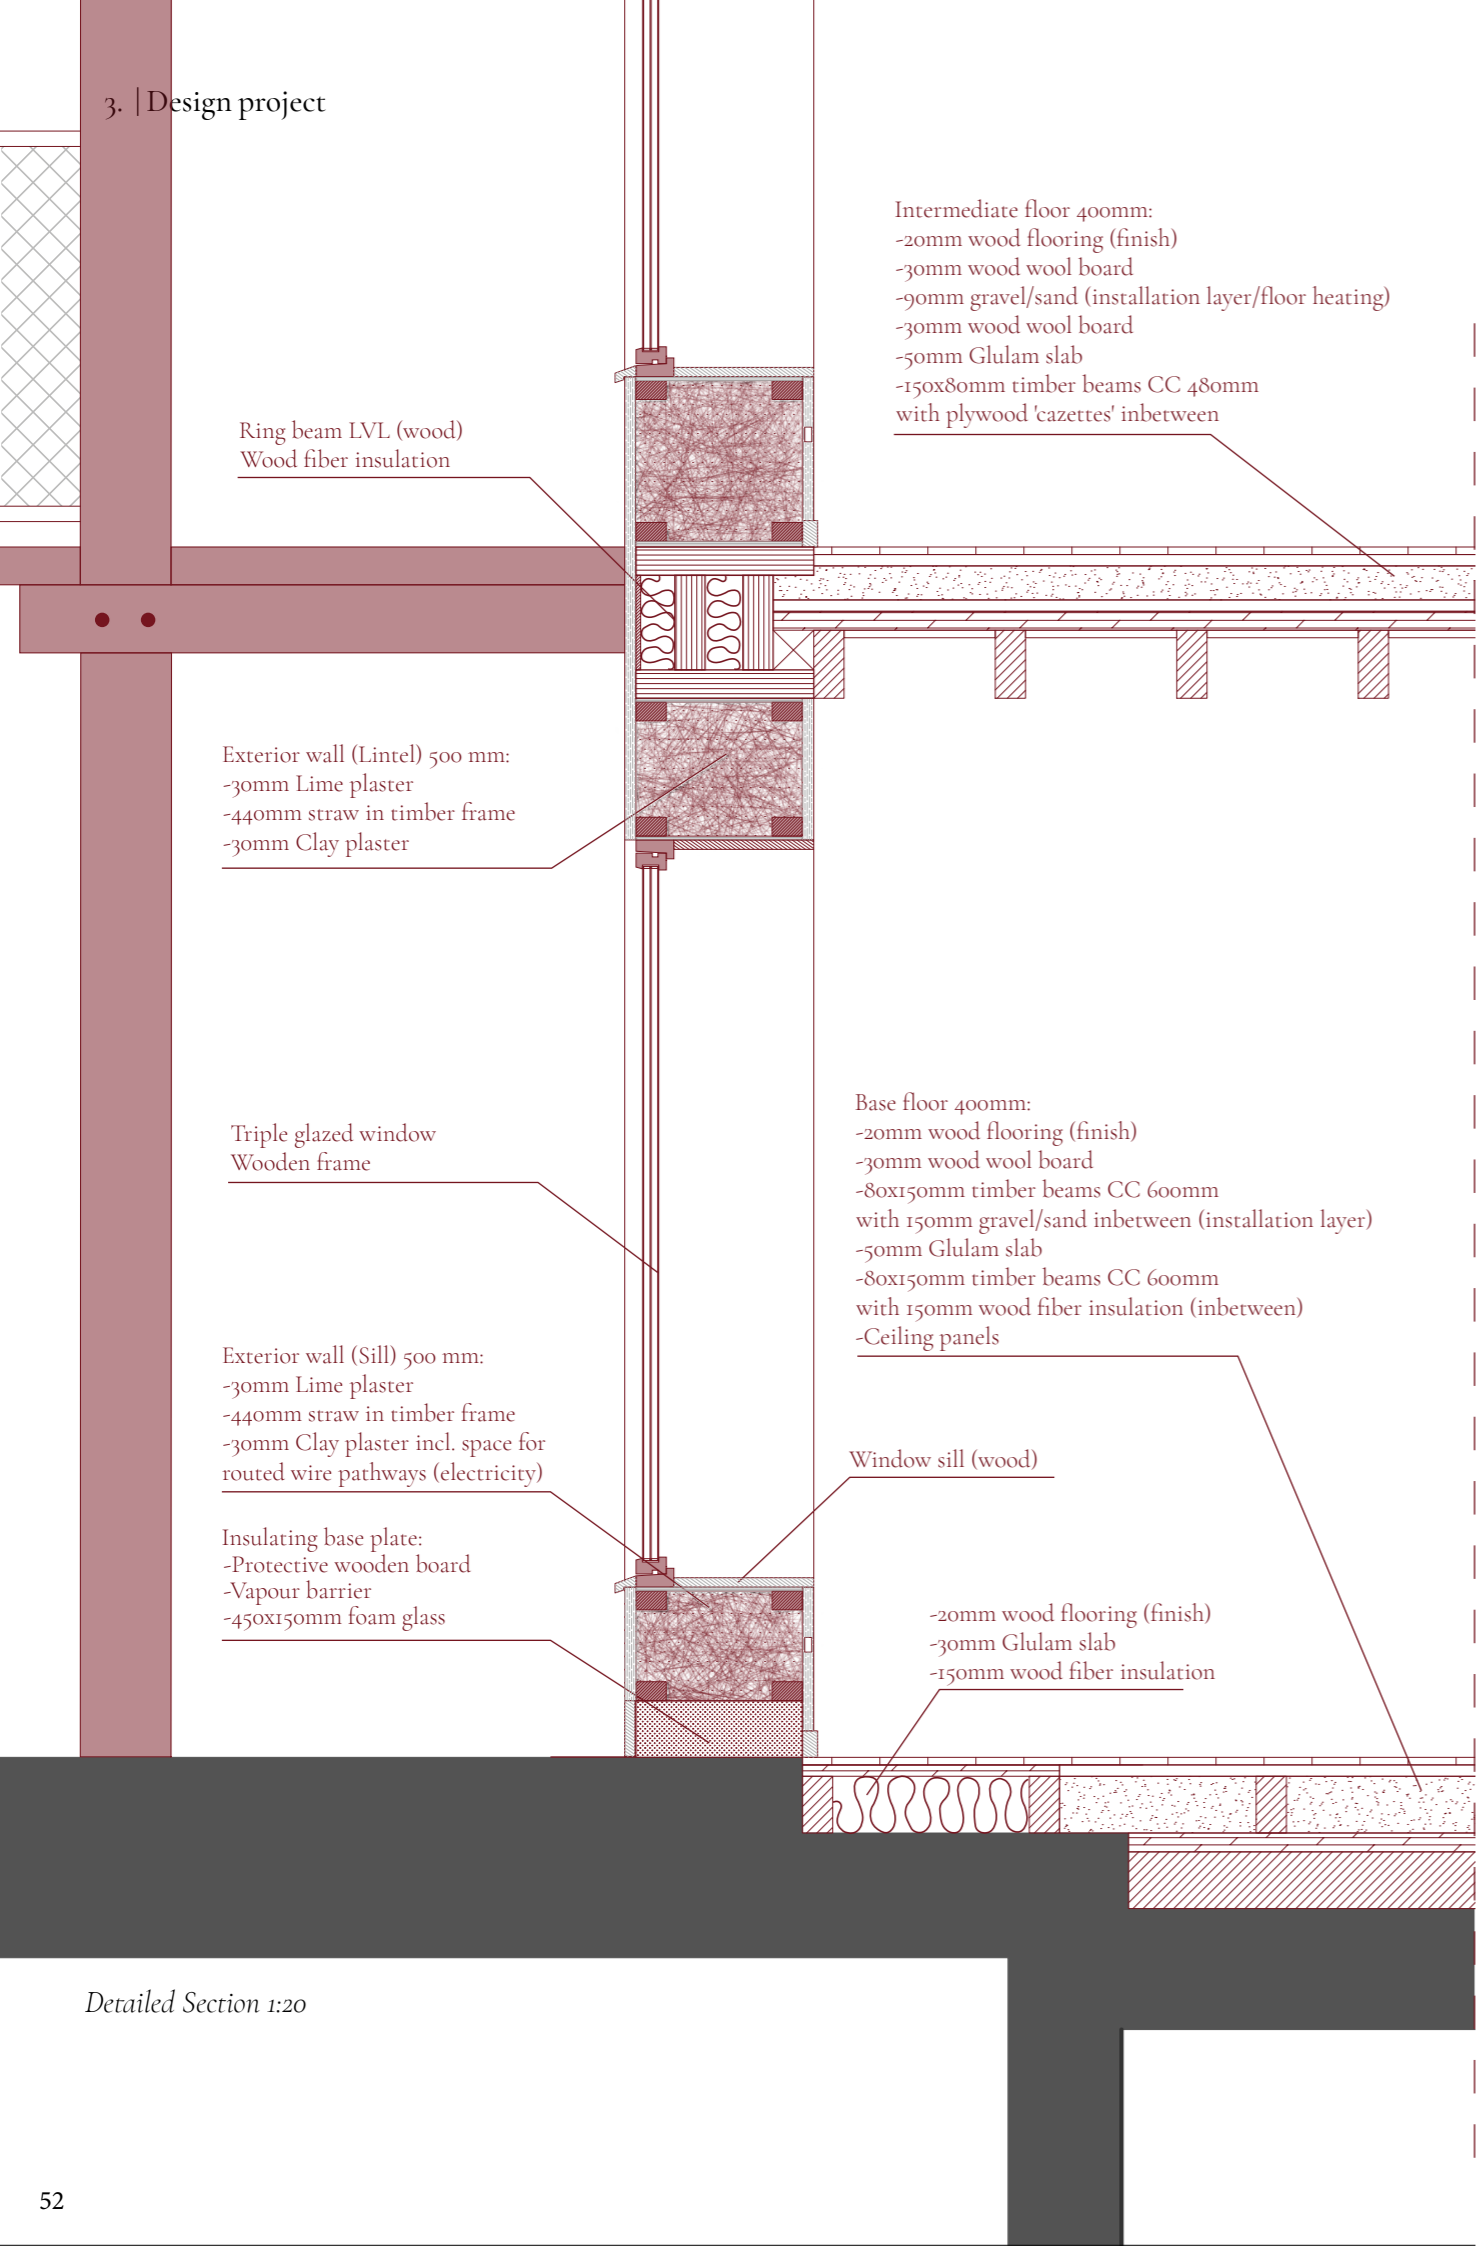 3. | Design project
Intermediate floor 400mm:
-20mm wood flooring (finish)
-30mm wood wool board
-90mm gravel/sand (installation layer/floor heating)
-30mm wood wool board
-50mm Glulam slab
-150x80mm timber beams CC 480mm
with plywood 'cazettes' inbetween
Ring beam LVL (wood)
Wood fiber insulation
Exterior wall (Lintel) 500 mm:
-30mm Lime plaster
-440mm straw in timber frame
-30mm Clay plaster
Triple glazed window
Wooden frame
Base floor 400mm:
-20mm wood flooring (finish)
-30mm wood wool board
-80x150mm timber beams CC 600mm
with 150mm gravel/sand inbetween (installation layer)
-50mm Glulam slab
-80x150mm timber beams CC 600mm
with 150mm wood fiber insulation (inbetween)
-Ceiling panels
Exterior wall (Sill) 500 mm:
-30mm Lime plaster
-440mm straw in timber frame
-30mm Clay plaster incl. space for
routed wire pathways (electricity)
Window sill (wood)
Insulating base plate:
-Protective wooden board
-Vapour barrier
-450x150mm foam glass
-20mm wood flooring (finish)
-30mm Glulam slab
-150mm wood fiber insulation
Detailed Section 1:20
52